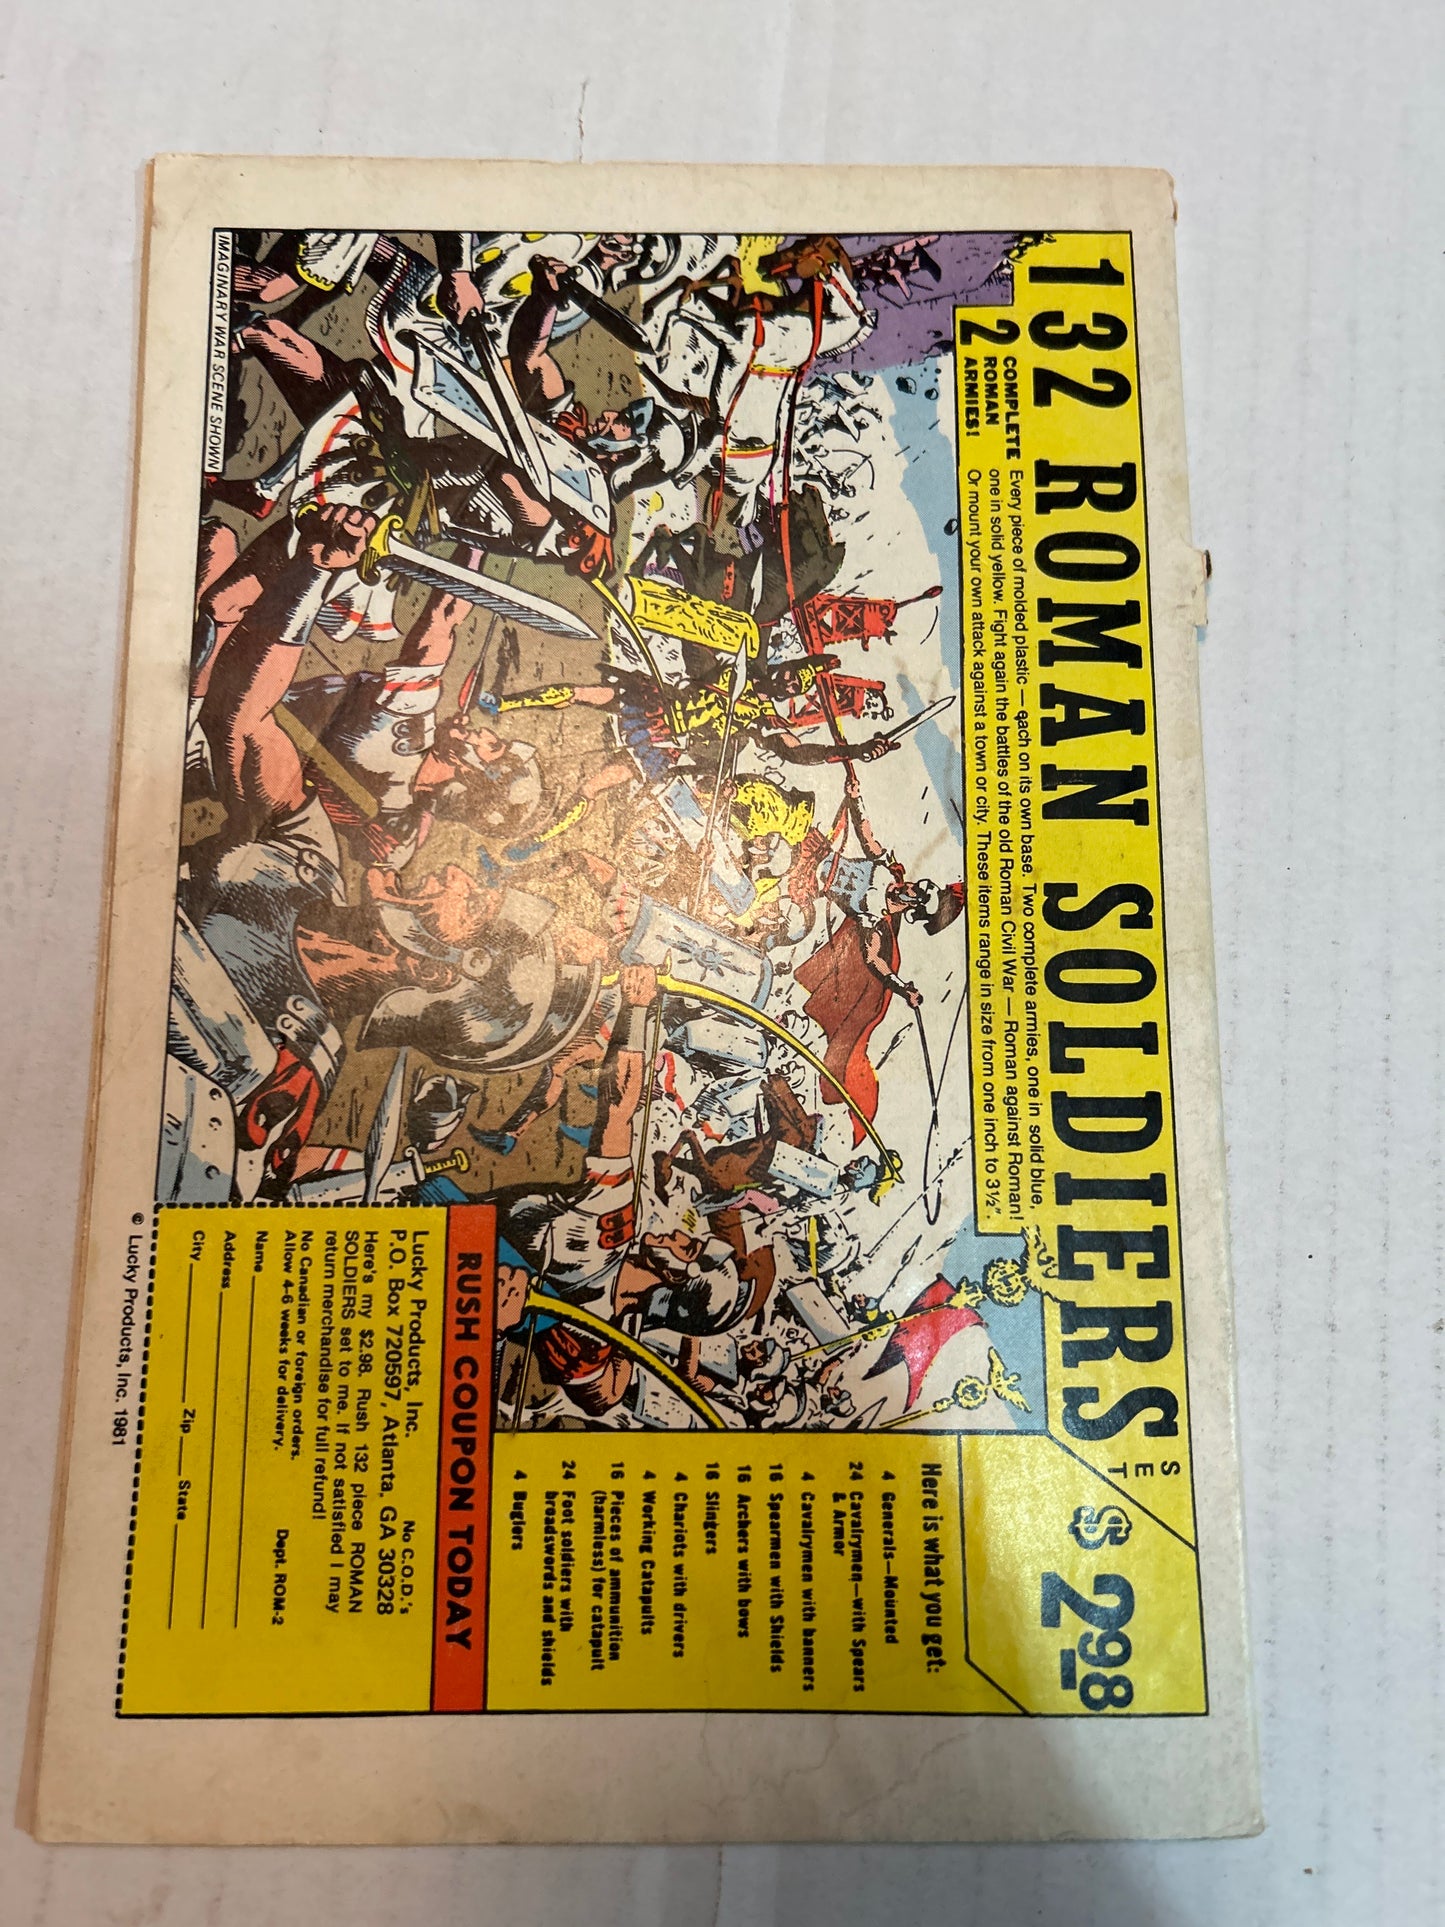 132 ROMAN SOLDIERS SET $2.98
2 COMPLETE
ROMAN
ARMIES!
Every piece of molded plastic — each on its own base. Two complete armies, one in solid blue,
one in solid yellow. Fight again the battles of the old Roman Civil War — Roman against Roman!
Or mount your own attack against a town or city. These items range in size from one inch to 3½".
IMAGINARY WAR SCENE SHOWN
Here is what you get:
4 Generals—Mounted
24 Cavalrymen—with Spears
& Armor
4 Cavalrymen with banners
16 Spearmen with Shields
16 Archers with bows
16 Slingers
4 Chariots with drivers
4 Working Catapults
16 Pieces of ammunition
(harmless) for catapult
24 Foot soldiers with
broadswords and shields
4 Buglers
RUSH COUPON TODAY
Lucky Products, Inc. No C.O.D.'s
P.O. Box 720597, Atlanta, GA 30328
Here's my $2.98. Rush 132 piece ROMAN
SOLDIERS set to me. If not satisfied I may
return merchandise for full refund!
No Canadian or foreign orders.
Allow 4-6 weeks for delivery. Dept. ROM-2
Name
Address
City Zip State
© Lucky Products, Inc. 1981